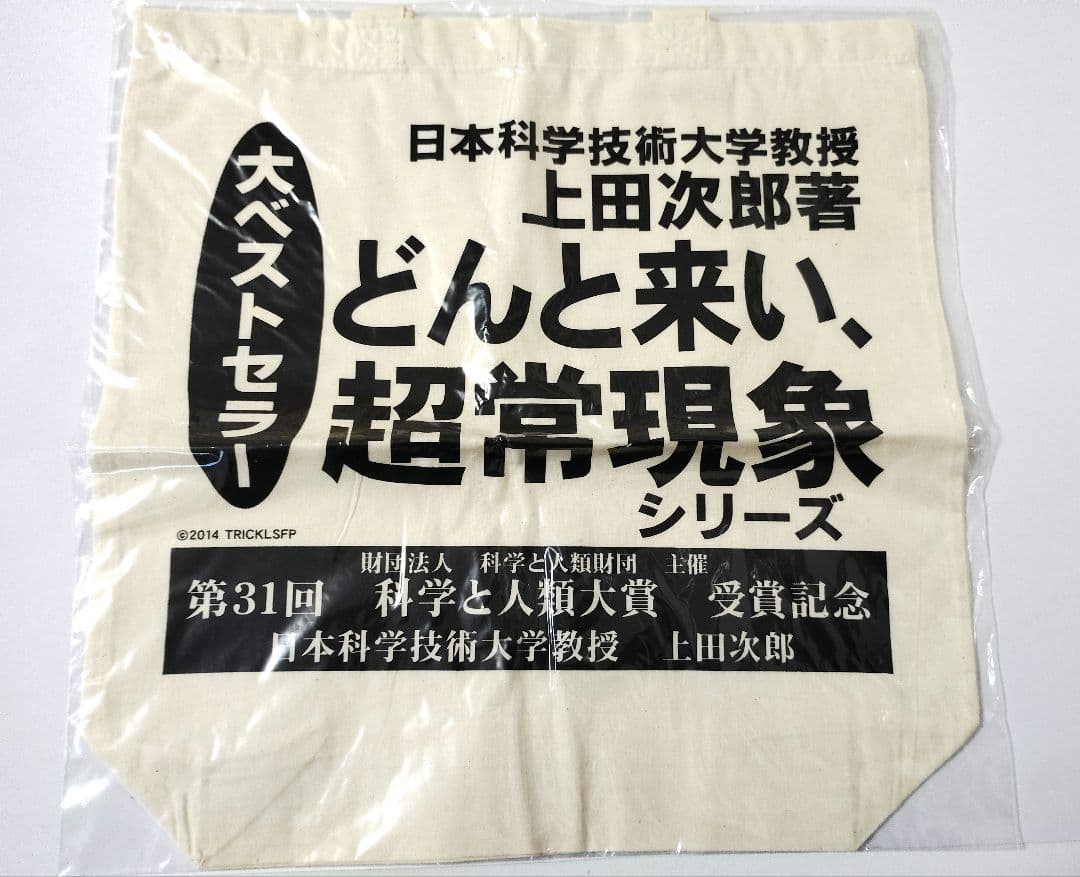 大ベストセラー
日本科学技術大学教授
上田次郎著
どんと来い、
超常現象
シリーズ
©2014 TRICKLSFP
財団法人 科学と人類財団 主催
第31回 科学と人類大賞 受賞記念
日本科学技術大学教授 上田次郎